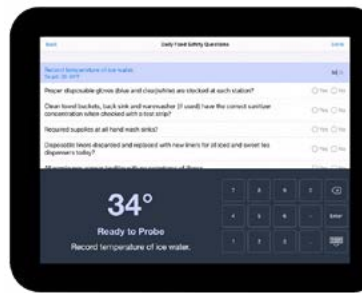 Back Daily Food Safety Questions
Record temperature of ice water.
Proper disposable gloves (blue and clear/white) are stocked at each station? Yes No
Clean towel buckets, back sink and warewasher (if used) have the correct sanitizer
concentration when checked with a test strip? Yes No
Required supplies at all hand wash sinks? Yes No
Disposable liners discarded and replaced with new liners for all iced and sweet tea
dispensers today? Yes No
34°
Ready to Probe
Record temperature of ice water.
7 8 9
4 5 6 Enter
1 2 3